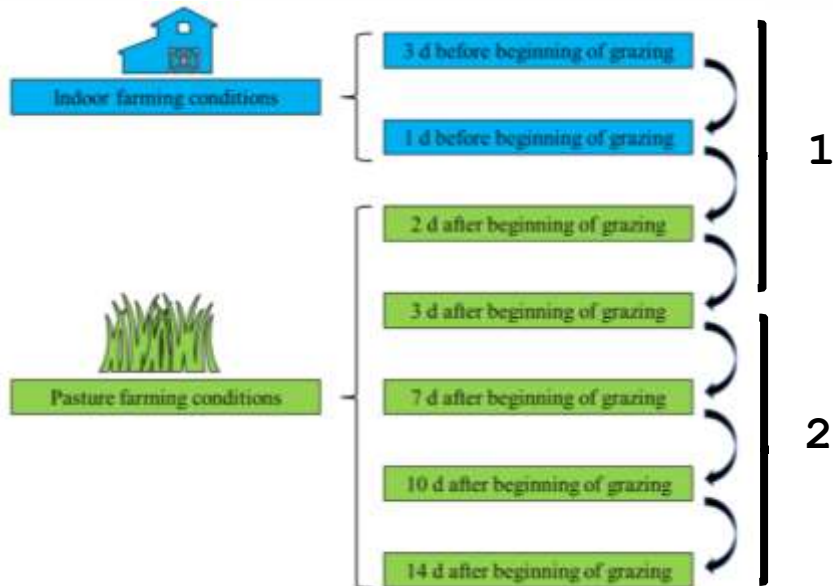 3 d before beginning of grazing
Indoor farming conditions
1 d before beginning of grazing
1
2 d after beginning of grazing
3 d after beginning of grazing
Pasture farming conditions
7 d after beginning of grazing
2
10 d after beginning of grazing
14 d after beginning of grazing